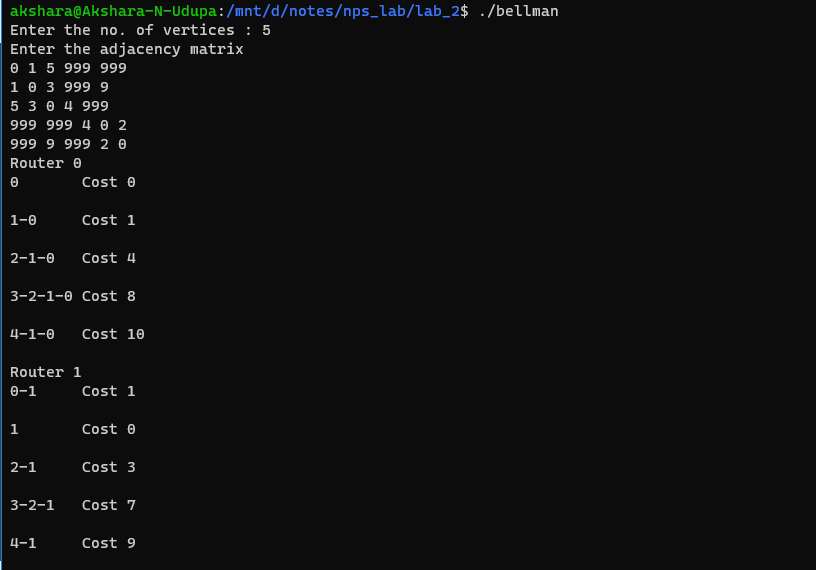 akshara@Akshara-N-Udupa:/mnt/d/notes/nps_lab/lab_2$ ./bellman
Enter the no. of vertices : 5
Enter the adjacency matrix
0 1 5 999 999
1 0 3 999 9
5 3 0 4 999
999 999 4 0 2
999 9 999 2 0
Router 0
0       Cost 0
1-0     Cost 1
2-1-0   Cost 4
3-2-1-0 Cost 8
4-1-0   Cost 10
Router 1
0-1     Cost 1
1       Cost 0
2-1     Cost 3
3-2-1   Cost 7
4-1     Cost 9